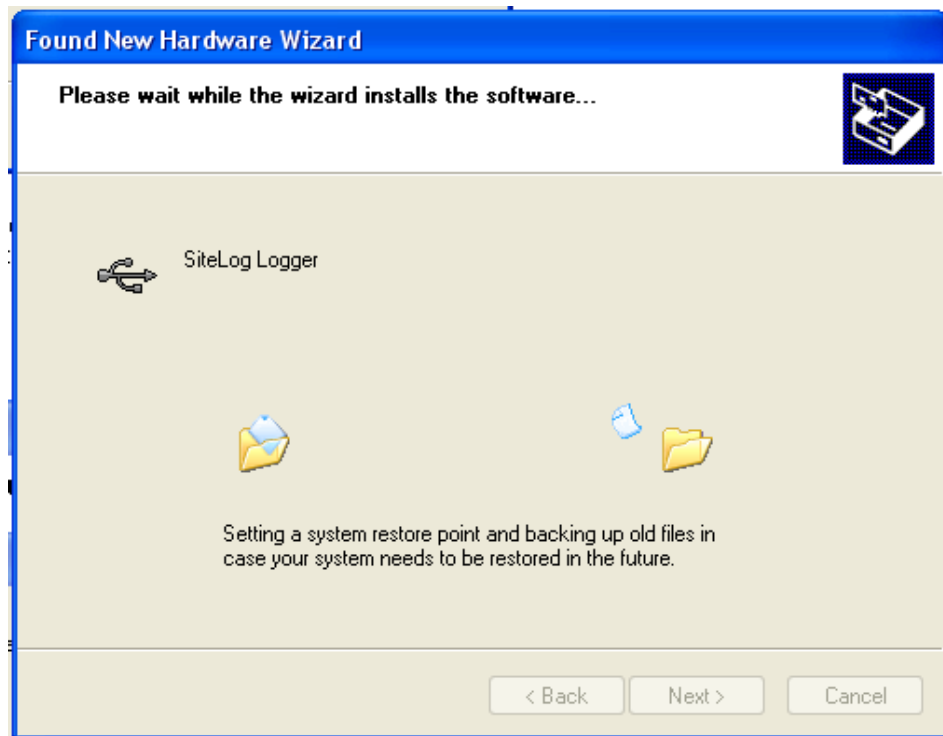 Found New Hardware Wizard
Please wait while the wizard installs the software...
SiteLog Logger
Setting a system restore point and backing up old files in
case your system needs to be restored in the future.
< Back
Next >
Cancel